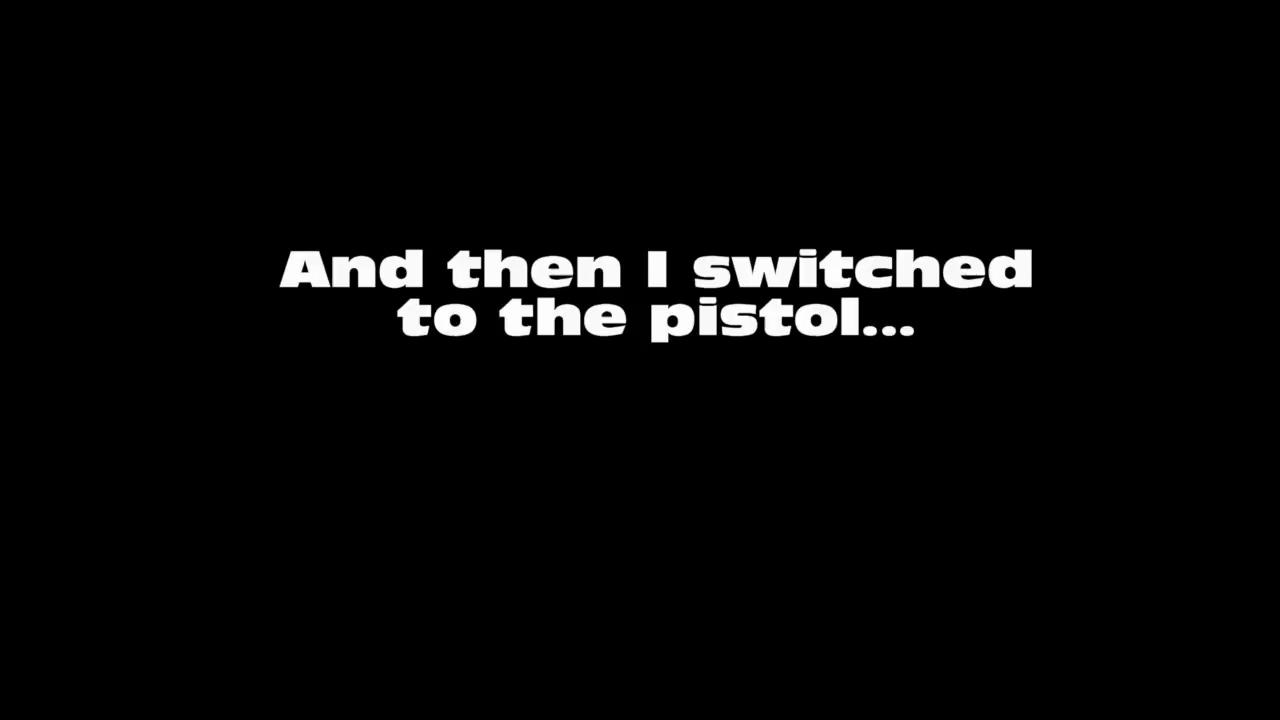 And then I switched
to the pistol...